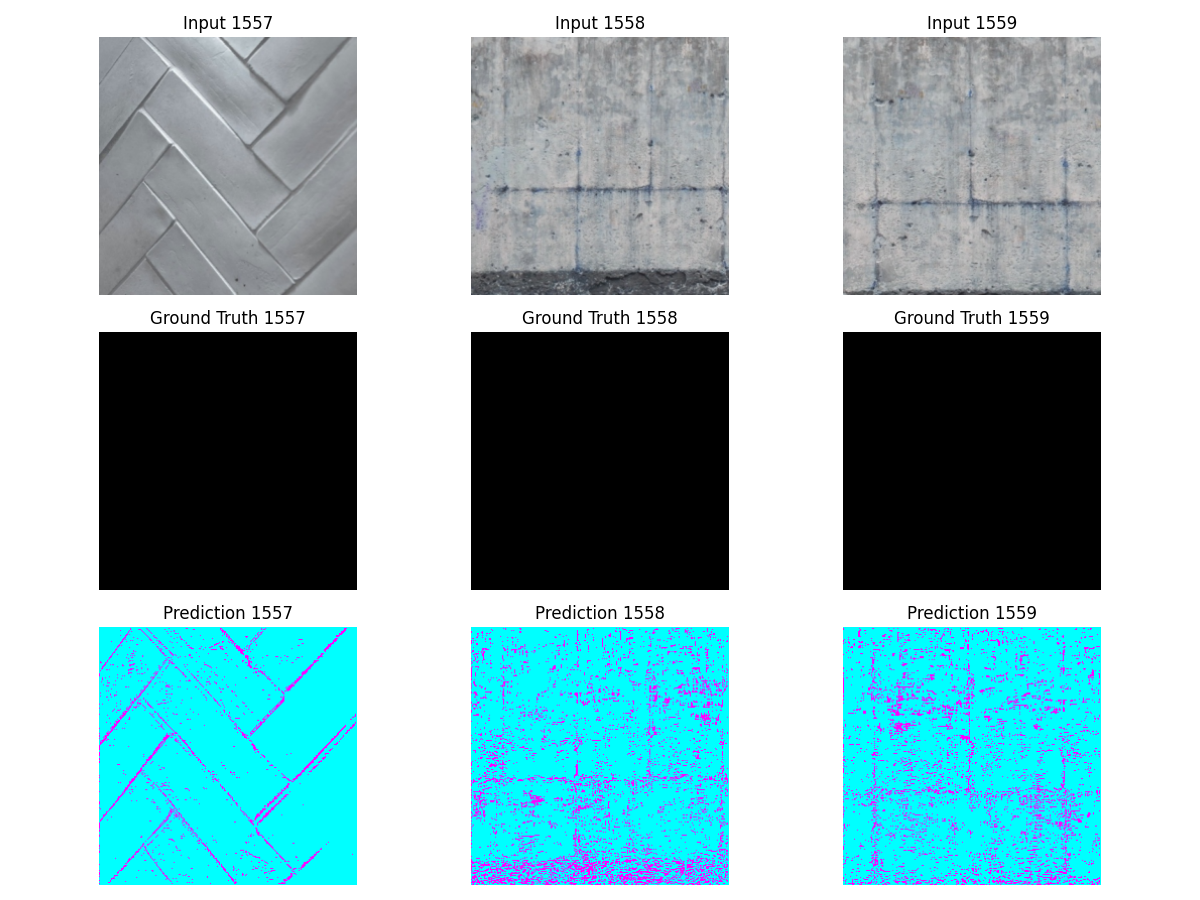 Input 1557
Input 1558
Input 1559
Ground Truth 1557
Ground Truth 1558
Ground Truth 1559
Prediction 1557
Prediction 1558
Prediction 1559